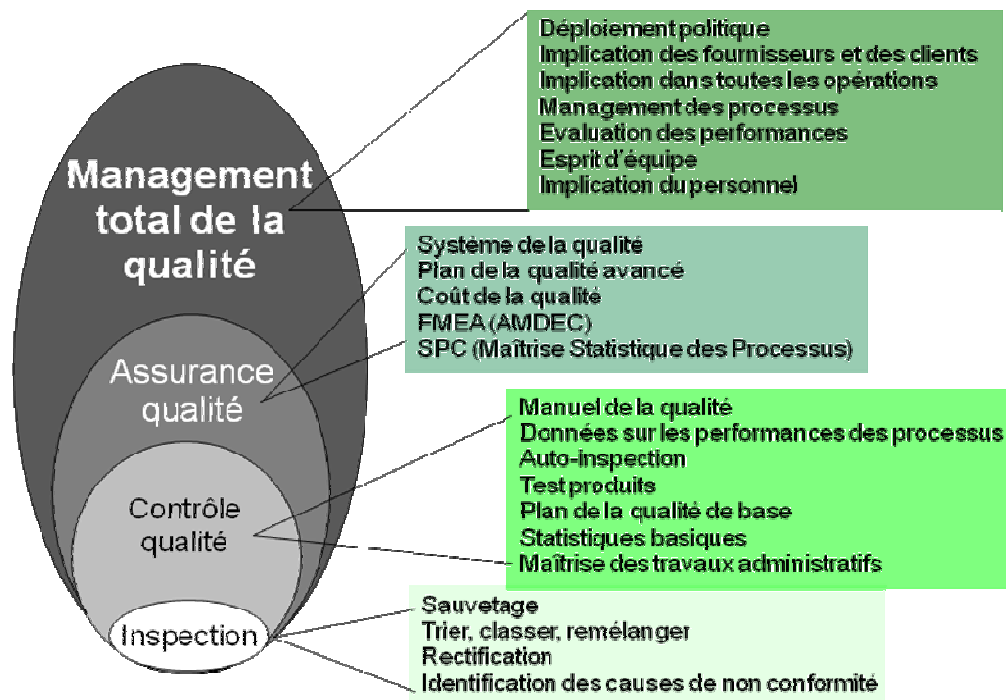 Management
total de la
qualité
Déploiement politique
Implication des fournisseurs et des clients
Implication dans toutes les opérations
Management des processus
Evaluation des performances
Esprit d'équipe
Implication du personnel
Assurance
qualité
Système de la qualité
Plan de la qualité avancé
Coût de la qualité
FMEA (AMDEC)
SPC (Maîtrise Statistique des Processus)
Contrôle
qualité
Manuel de la qualité
Données sur les performances des processus
Auto-inspection
Test produits
Plan de la qualité de base
Statistiques basiques
Maîtrise des travaux administratifs
Inspection
Sauvetage
Trier, classer, remélanger
Rectification
Identification des causes de non conformité